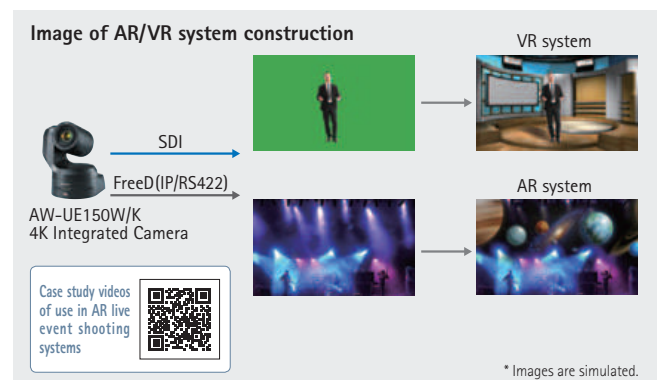 Image of AR/VR system construction
VR system
SDI
FreeD(IP/RS422)
AR system
AW-UE150W/K
4K Integrated Camera
Case study videos
of use in AR live
event shooting
systems
* Images are simulated.